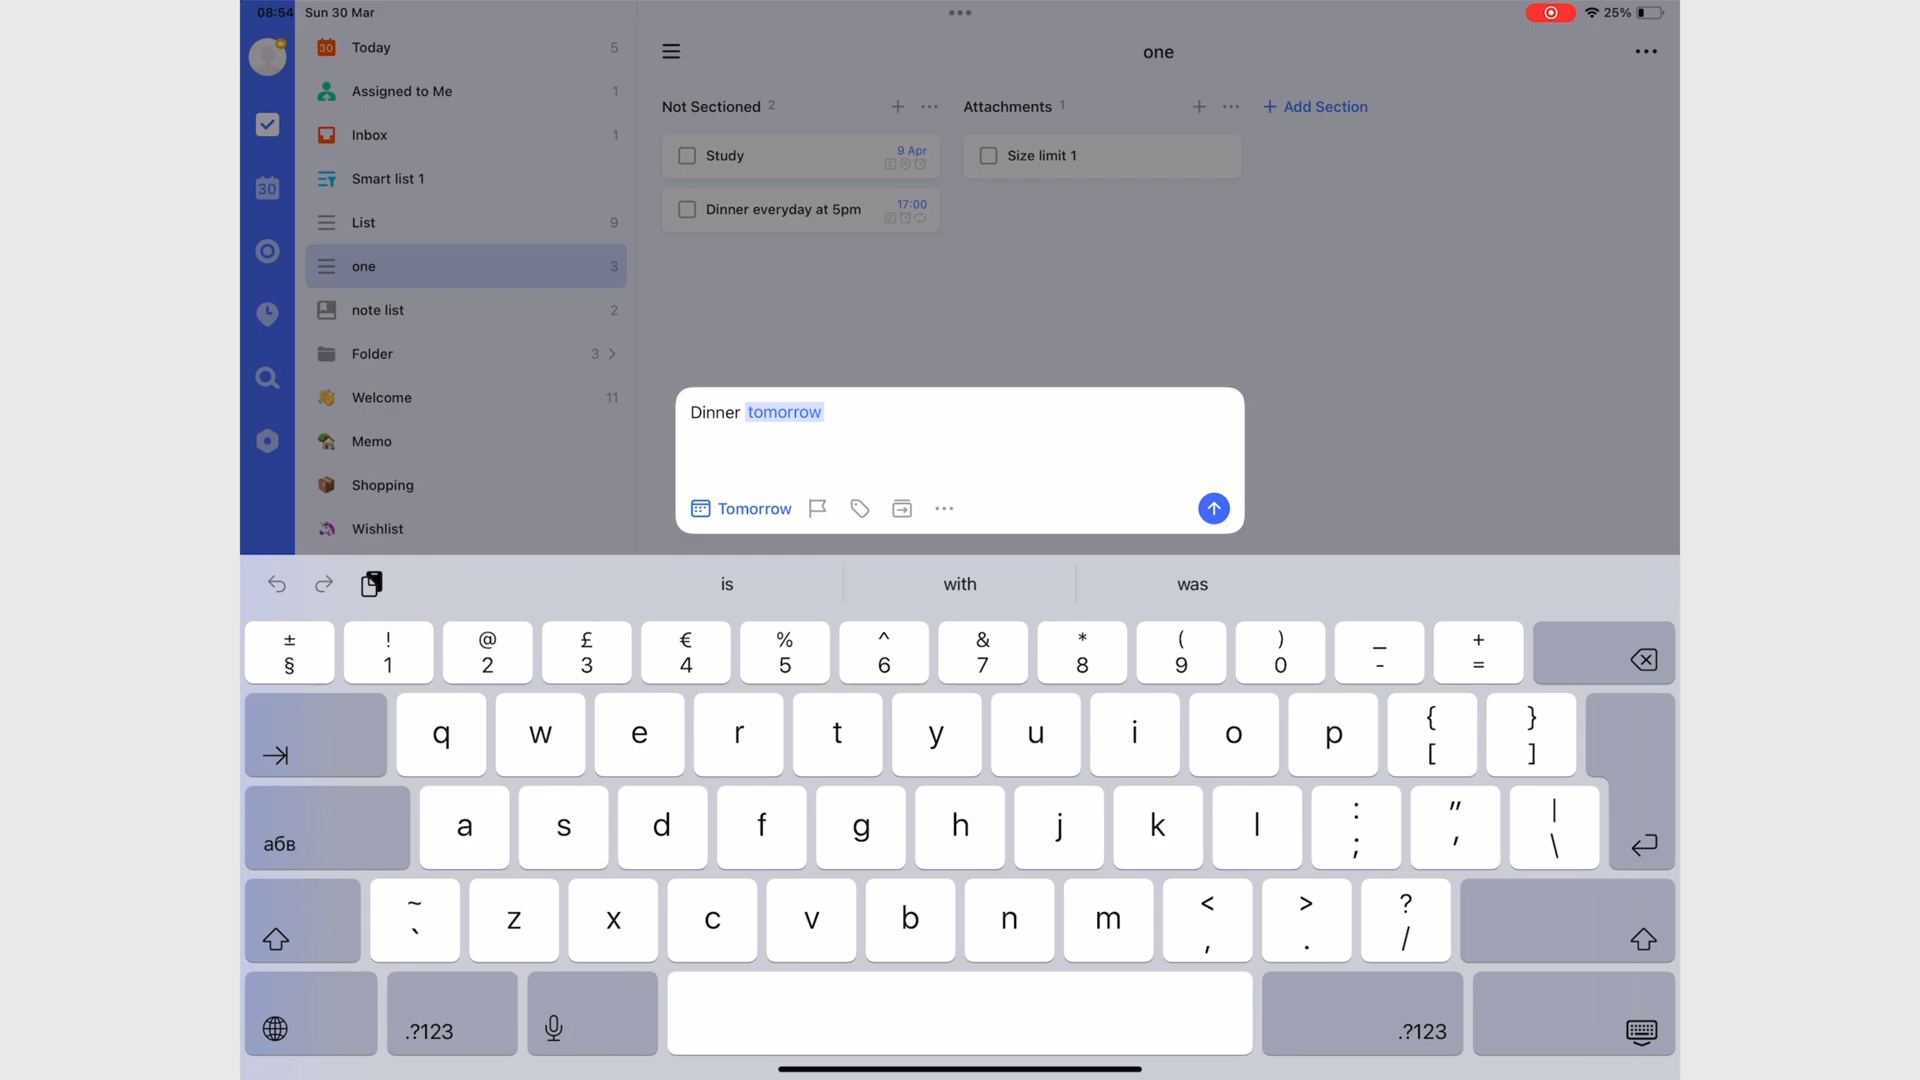 08:54 Sun 30 Mar
25%
30 Today 5
Assigned to Me 1
Inbox 1
30
Smart list 1
List 9
one 3
note list 2
Folder 3
Welcome 11
Memo
Shopping
Wishlist
one
Not Sectioned 2
Study 9 Apr
Dinner everyday at 5pm 17:00
Attachments 1
Size limit 1
+ Add Section
Dinner tomorrow
Tomorrow
is with was
± ! @ £ € % ^ & * ( ) _ +
§ 1 2 3 4 5 6 7 8 9 0 - =
q w e r t y u i o p { }
[ ]
абв a s d f g h j k l : " |
; ' \
~ z x c v b n m < > ?
` , . /
.?123 .?123